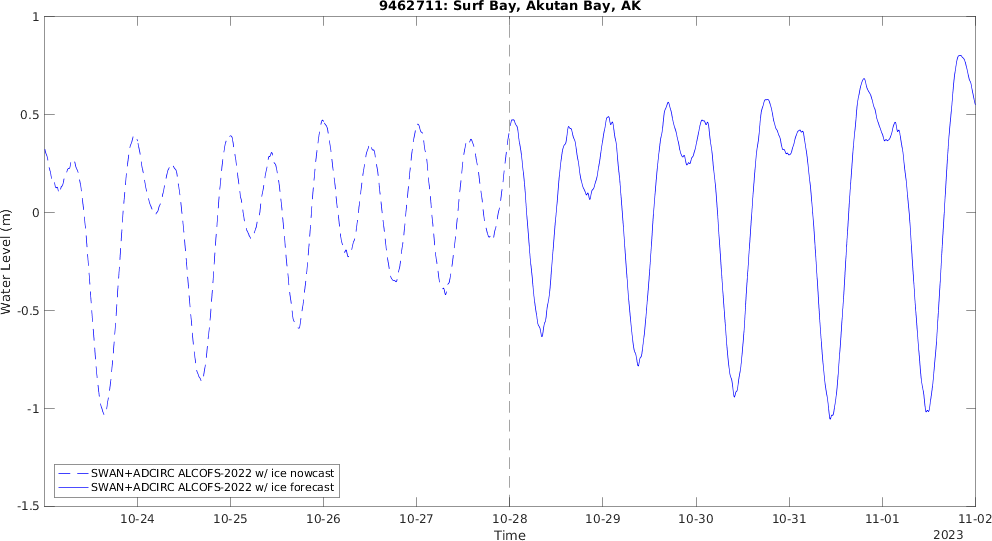 9462711: Surf Bay, Akutan Bay, AK
1
0.5
0
-0.5
-1
-1.5
Water Level (m)
SWAN+ADCIRC ALCOFS-2022 w/ ice nowcast
SWAN+ADCIRC ALCOFS-2022 w/ ice forecast
10-24 10-25 10-26 10-27 10-28 10-29 10-30 10-31 11-01 11-02
Time
2023